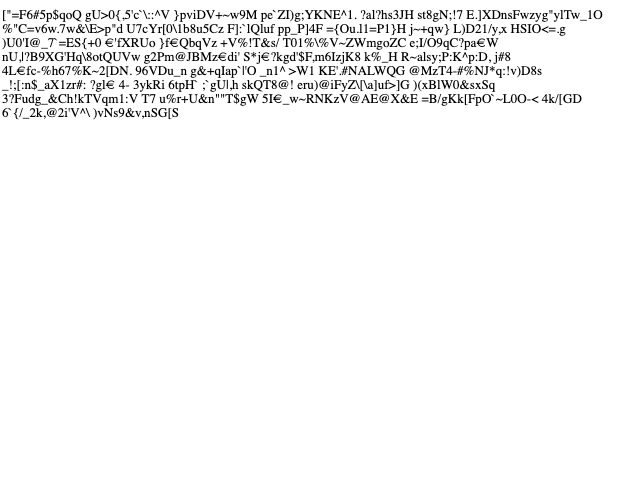 ["=F6#5p$qoQ gU>0{,5'c`\::^V }pviDV+~w9M pe`ZI)g;YKNE^1. ?al?hs3JH st8gN;!7 E.]XDnsFwzyg"ylTw_1O
%"C=v6w.7w&\E>p"d U7cYr[0\1b8u5Cz F]:`lQluf pp_P]4F ={Ou.l1=P1}H j~+qw} L)D21/y,x HSIO<=.g
)U0'I@_7`=ES{+0 €'fXRUo }f€QbqVz +V%!T&s/ T01%\%V~ZWmgoZC e;I/O9qC?pa€W
nU,|?B9XG'Hq\8otQUVw g2Pm@JBMz€di' S*j€?kgd'$F,m6IzjK8 k%_H R~alsy;P:K^p:D, j#8
4L€fc-%h67%K~2[DN. 96VDu_n g&+qIap`l'O _n1^ >W1 KE'.#NALWQG @MzT4-#%NJ*q:!v)D8s
_!;[:n$_aX1zr#: ?gl€ 4- 3ykRi 6tpH` ;`gU|,h skQT8@! eru)@iFyZ\[\a]uf>]G )(xBlW0&sxSq
3?Fudg_&Ch!kTVqm1:V T7 u%r+U&n""T$gW 5I€_w~RNKzV@AE@X&E =B/gKk[FpO`~L0O-< 4k/[GD
6`{/_2k,@2i'V^\ )vNs9&v,nSG[S